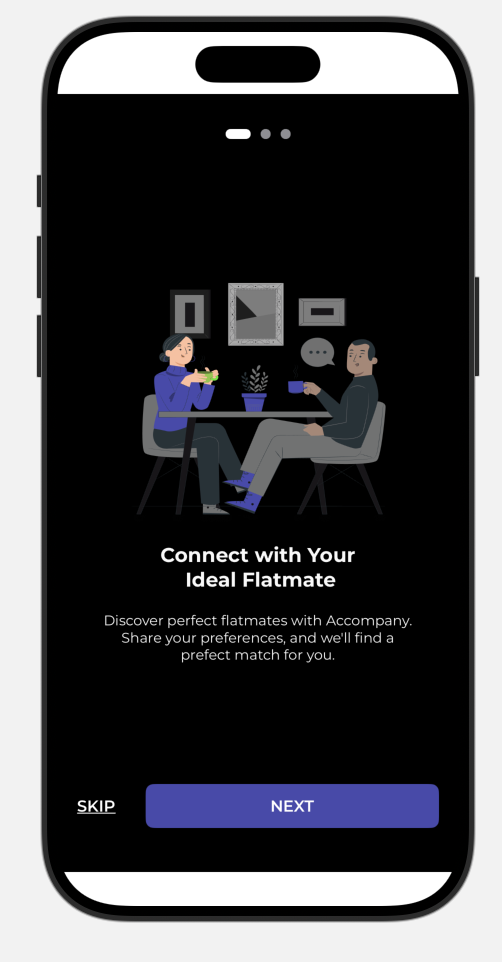 Connect with Your
Ideal Flatmate
Discover perfect flatmates with Accompany.
Share your preferences, and we'll find a
prefect match for you.
SKIP
NEXT